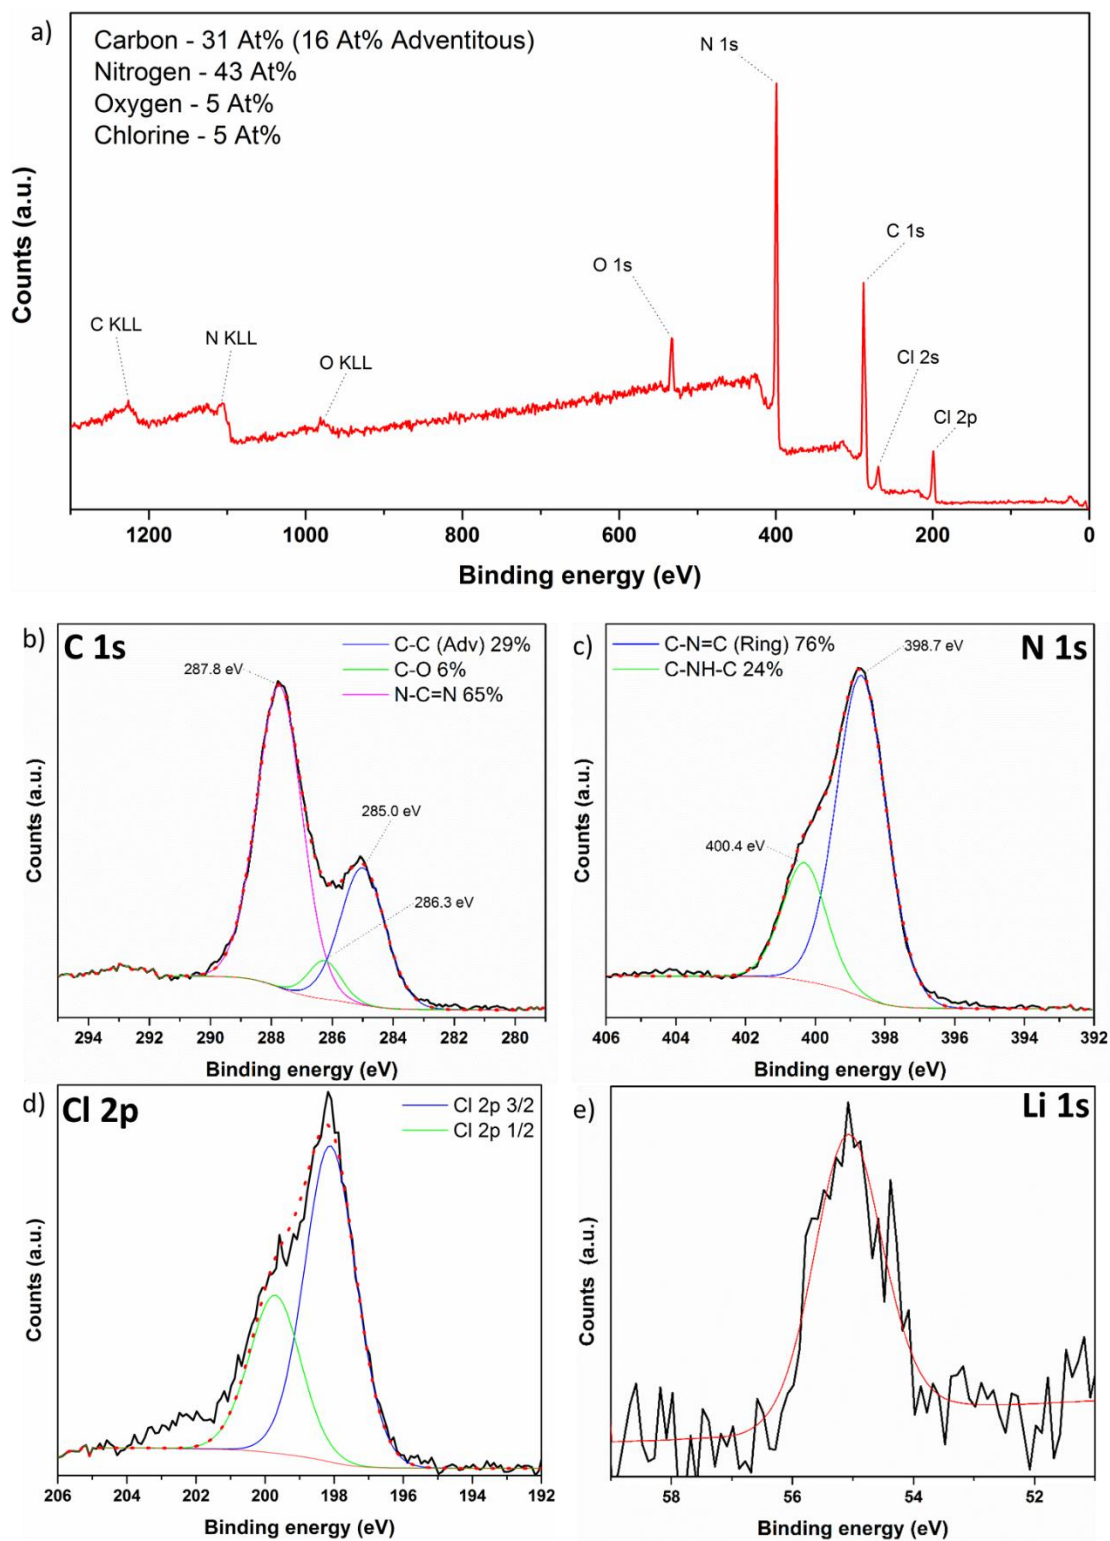 a)
Carbon - 31 At% (16 At% Adventitous)
Nitrogen - 43 At%
Oxygen - 5 At%
Chlorine - 5 At%
N 1s
C 1s
O 1s
Cl 2s
Cl 2p
C KLL
N KLL
O KLL
Counts (a.u.)
1200 1000 800 600 400 200 0
Binding energy (eV)
b) C 1s
C-C (Adv) 29%
C-O 6%
N-C=N 65%
287.8 eV
285.0 eV
286.3 eV
Counts (a.u.)
294 292 290 288 286 284 282 280
Binding energy (eV)
c) N 1s
C-N=C (Ring) 76%
C-NH-C 24%
398.7 eV
400.4 eV
Counts (a.u.)
406 404 402 400 398 396 394 392
Binding energy (eV)
d) Cl 2p
Cl 2p 3/2
Cl 2p 1/2
Counts (a.u.)
206 204 202 200 198 196 194 192
Binding energy (eV)
e) Li 1s
Counts (a.u.)
58 56 54 52
Binding energy (eV)